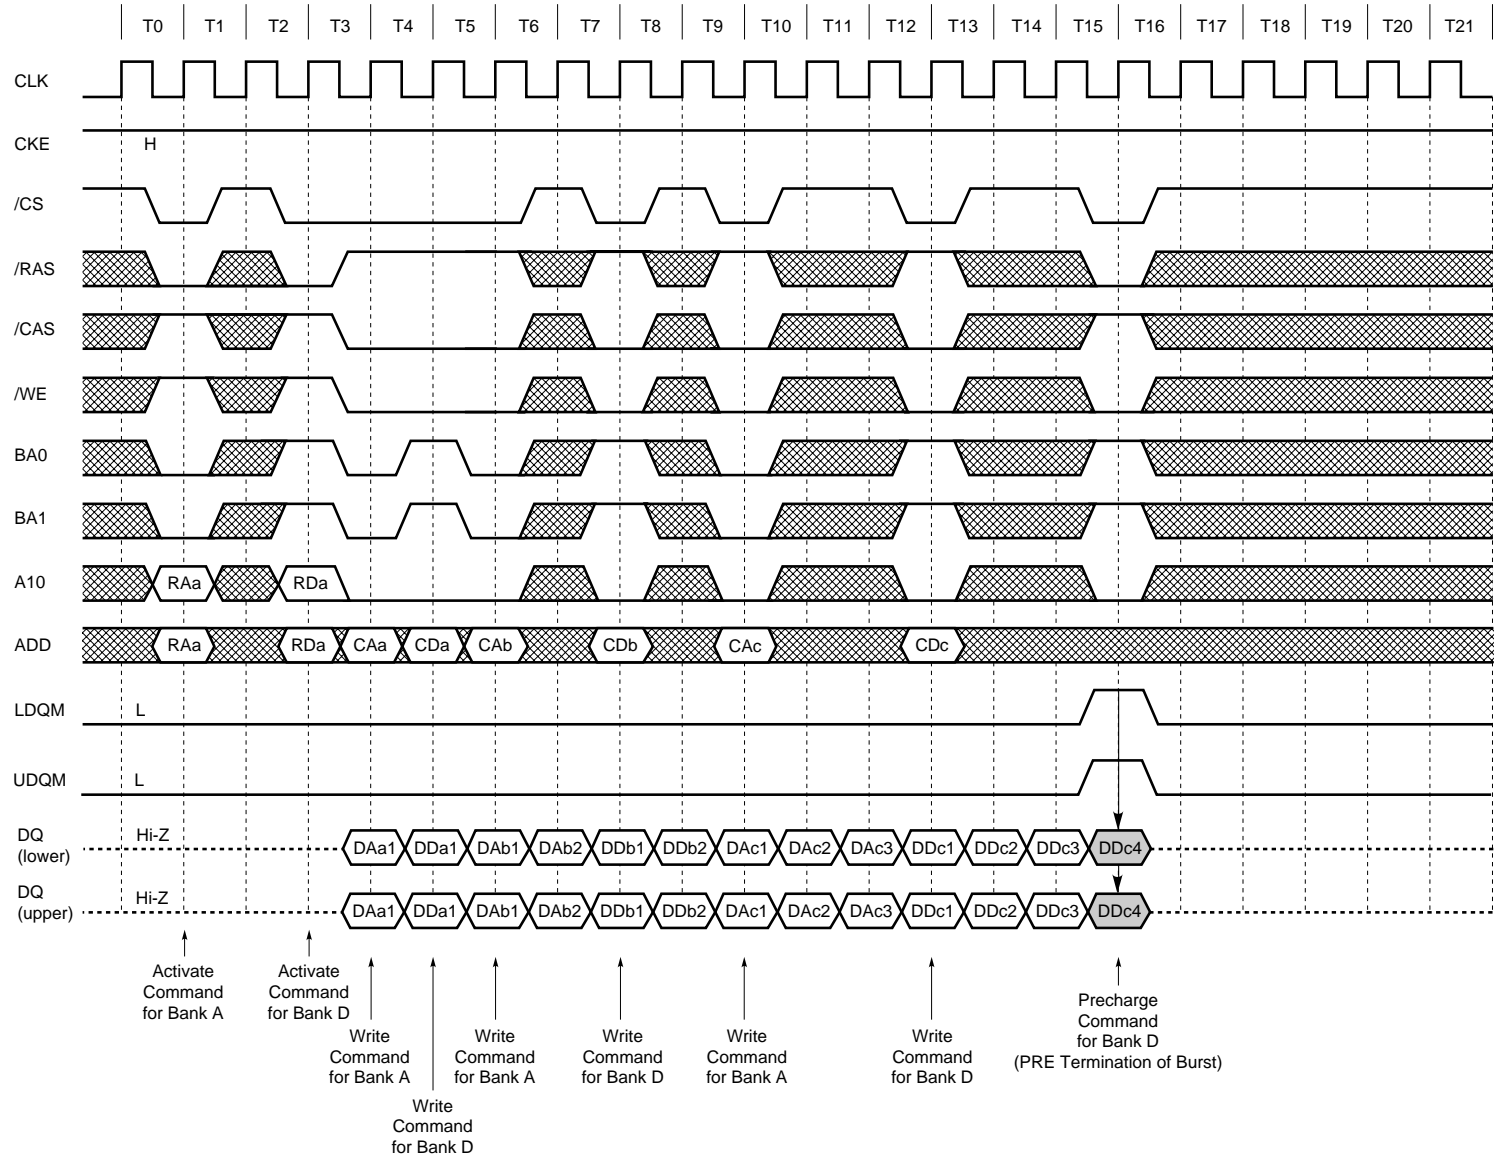 T0 T1 T2 T3 T4 T5 T6 T7 T8 T9 T10 T11 T12 T13 T14 T15 T16 T17 T18 T19 T20 T21
CLK
CKE H
/CS
/RAS
/CAS
/WE
BA0
BA1
A10 RAa RDa
ADD RAa RDa CAa CDa CAb CDb CAc CDc
LDQM L
UDQM L
DQ
(lower) Hi-Z DAa1 DDa1 DAb1 DAb2 DDb1 DDb2 DAc1 DAc2 DAc3 DDc1 DDc2 DDc3 DDc4
DQ
(upper) Hi-Z DAa1 DDa1 DAb1 DAb2 DDb1 DDb2 DAc1 DAc2 DAc3 DDc1 DDc2 DDc3 DDc4
Activate
Command
for Bank A
Activate
Command
for Bank D
Write
Command
for Bank A
Write
Command
for Bank D
Write
Command
for Bank A
Write
Command
for Bank D
Write
Command
for Bank A
Write
Command
for Bank D
Precharge
Command
for Bank D
(PRE Termination of Burst)